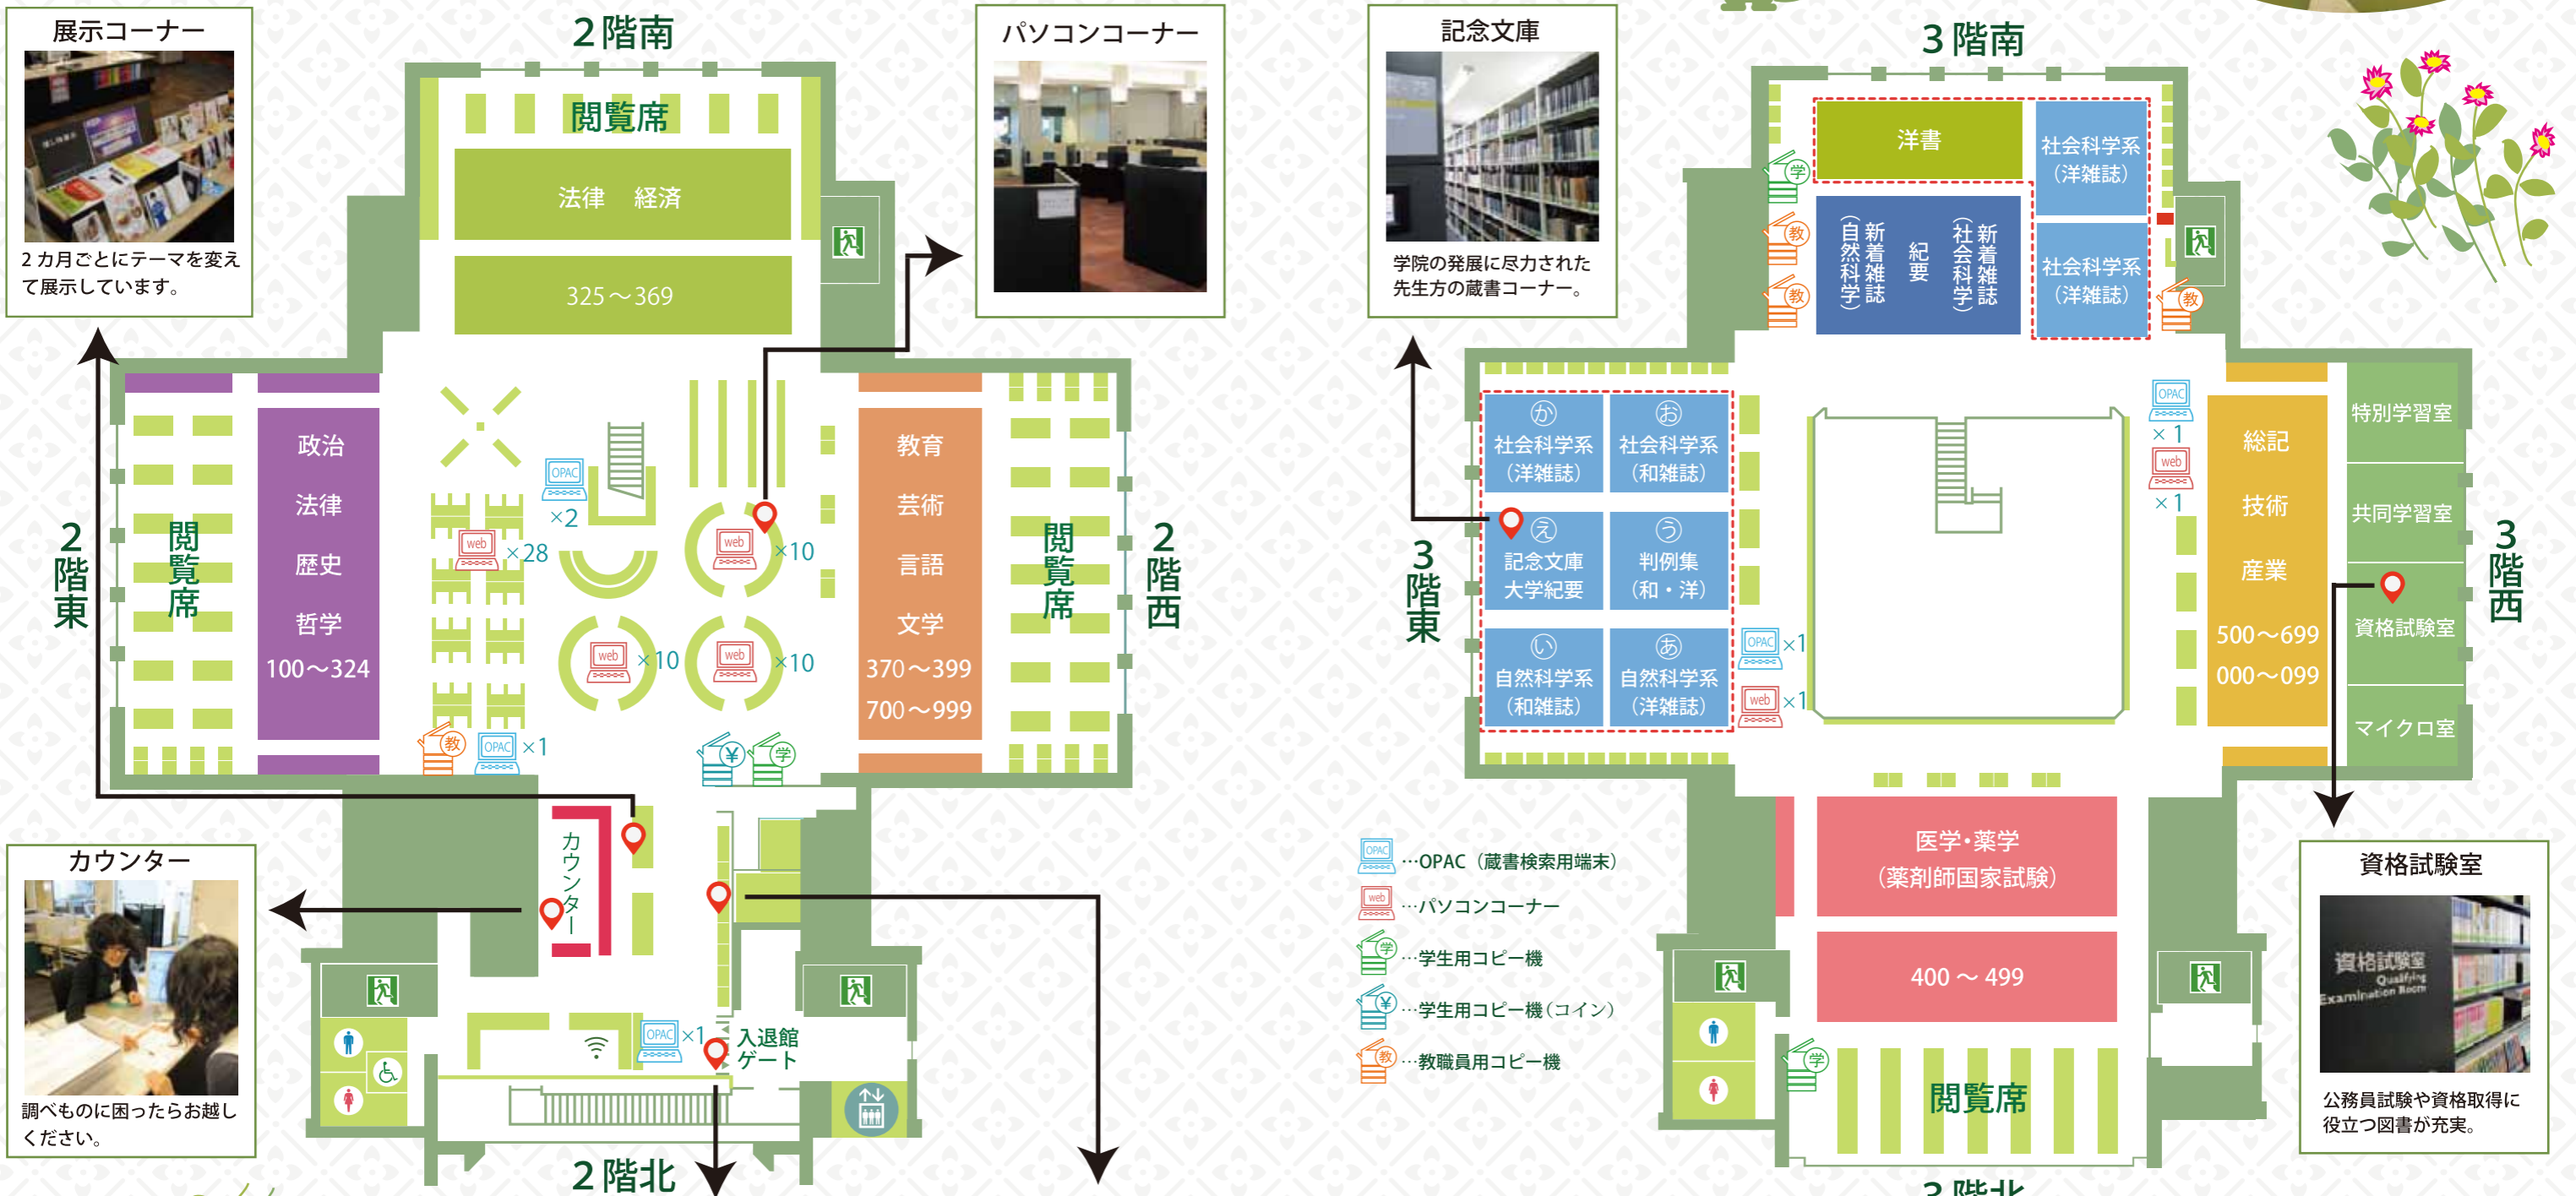 展示コーナー
2カ月ごとにテーマを変え
て展示しています。
2階南
パソコンコーナー
閲覧席
法律 経済
325～369
2階東
閲覧席
政治
法律
歴史
哲学
100～324
OPAC
×2
web
×28
web
×10
web
×10
web
×10
教育
芸術
言語
文学
370～399
700～999
閲覧席
2階西
教
OPAC
×1
¥
学
カウンター
カウンター
調べものに困ったらお越し
ください。
OPAC
×1
入退館
ゲート
2階北
記念文庫
学院の発展に尽力された
先生方の蔵書コーナー。
3階南
洋書
社会科学系
（洋雑誌）
学
教
教
新着雑誌
（社会科学）
紀要
新着雑誌
（自然科学）
社会科学系
（洋雑誌）
教
3階東
か
社会科学系
（洋雑誌）
お
社会科学系
（和雑誌）
え
記念文庫
大学紀要
う
判例集
（和・洋）
い
自然科学系
（和雑誌）
あ
自然科学系
（洋雑誌）
OPAC
×1
web
×1
OPAC
×1
web
×1
総記
技術
産業
500～699
000～099
特別学習室
共同学習室
資格試験室
マイクロ室
3階西
医学・薬学
（薬剤師国家試験）
400 ～ 499
学
閲覧席
3階北
OPAC
…OPAC（蔵書検索用端末）
web
…パソコンコーナー
学
…学生用コピー機
¥
…学生用コピー機（コイン）
教
…教職員用コピー機
資格試験室
資格試験室
Qualifying
Examination Room
公務員試験や資格取得に
役立つ図書が充実。